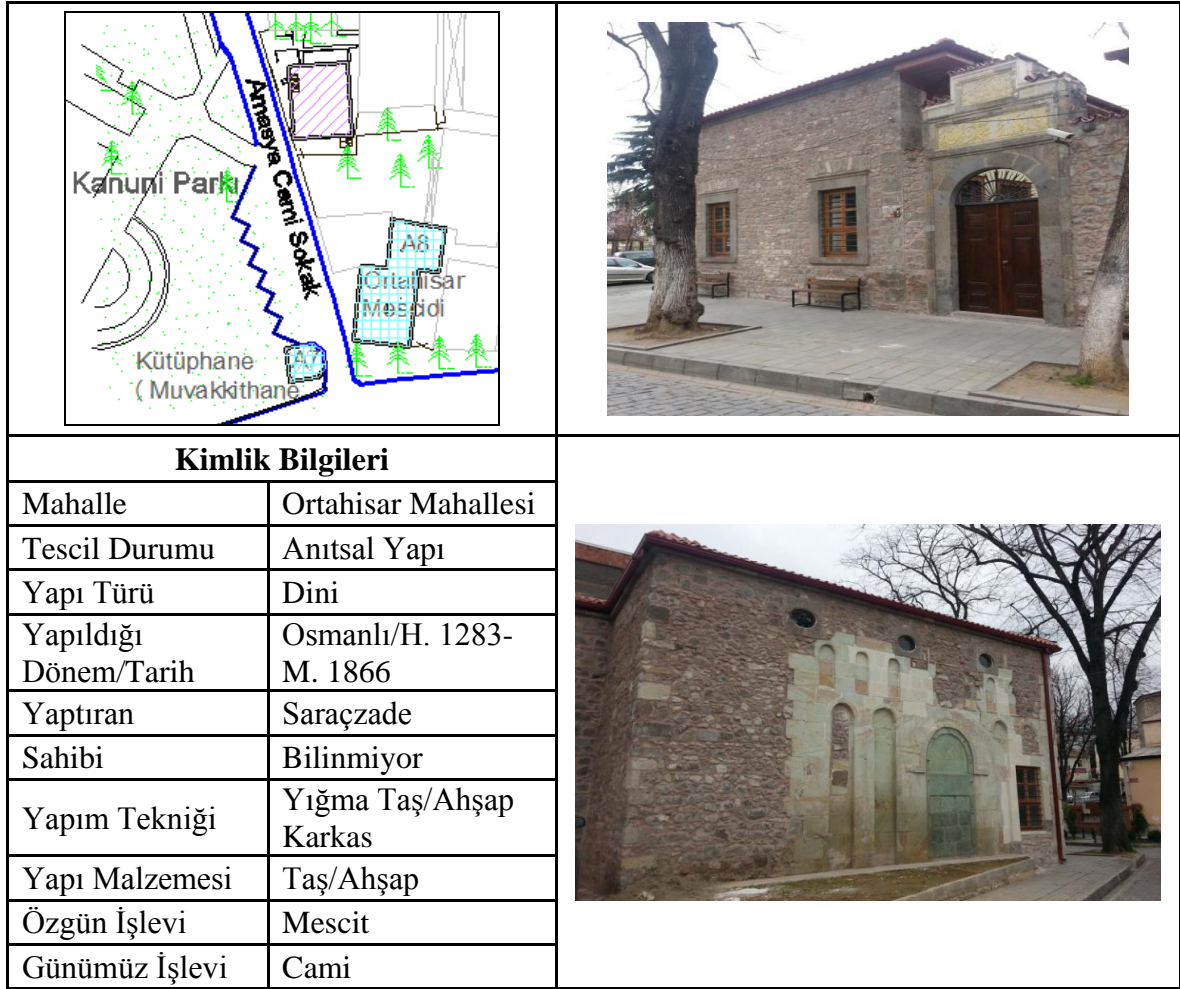 Amasya Cami Sokak
Kanuni Parkı
A8
Ortahisar
Mescidi
A7
Kütüphane
( Muvakkithane
Kimlik Bilgileri
Mahalle Ortahisar Mahallesi
Tescil Durumu Anıtsal Yapı
Yapı Türü Dini
Yapıldığı
Dönem/Tarih
Osmanlı/H. 1283-
M. 1866
Yaptıran Saraçzade
Sahibi Bilinmiyor
Yapım Tekniği
Yığma Taş/Ahşap
Karkas
Yapı Malzemesi Taş/Ahşap
Özgün İşlevi Mescit
Günümüz İşlevi Cami